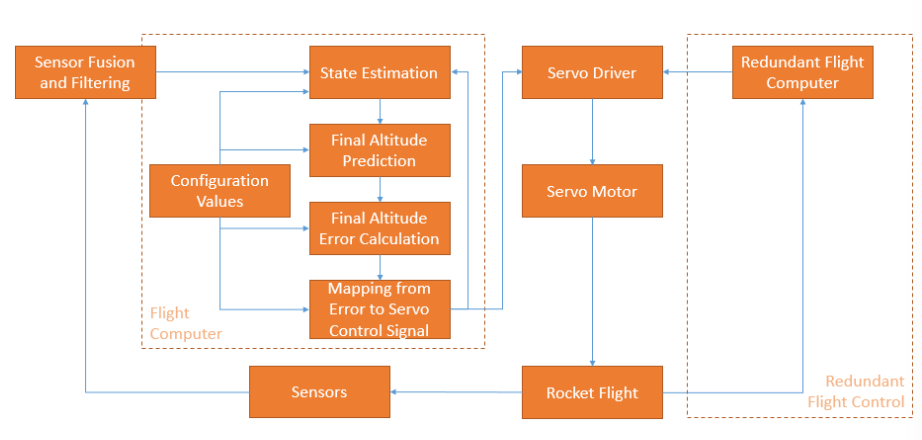 Sensor Fusion
and Filtering
State Estimation
Servo Driver
Redundant Flight
Computer
Final Altitude
Prediction
Configuration
Values
Servo Motor
Final Altitude
Error Calculation
Mapping from
Error to Servo
Control Signal
Flight
Computer
Sensors
Rocket Flight
Redundant
Flight Control